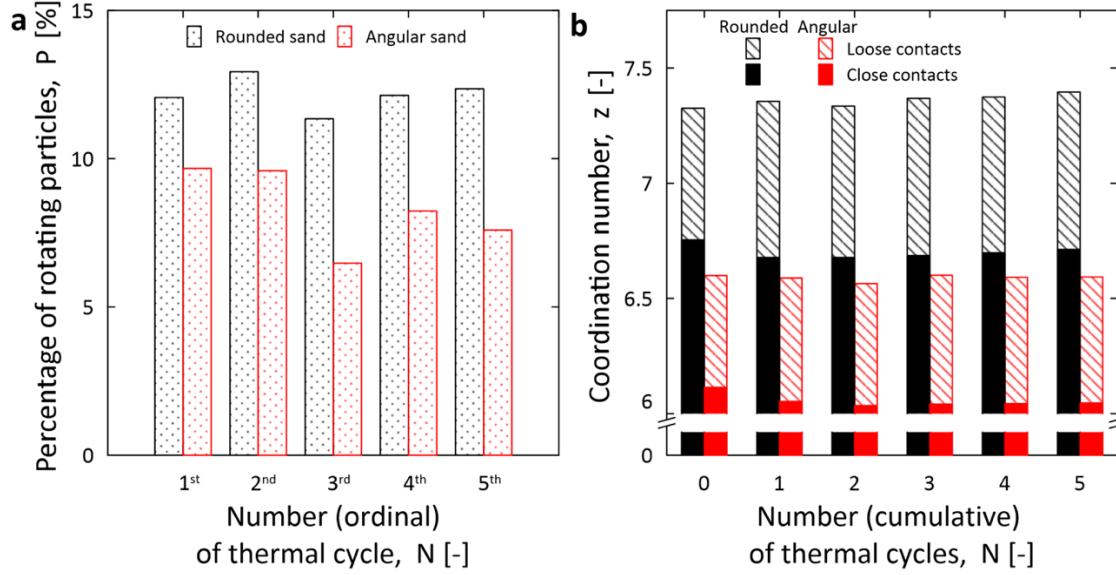 a
Percentage of rotating particles, P [%]
15
10
5
0
Rounded sand
Angular sand
1st 2nd 3rd 4th 5th
Number (ordinal)
of thermal cycle, N [-]
b
Coordination number, z [-]
7.5
7
6.5
6
0
Rounded Angular
Loose contacts
Close contacts
0 1 2 3 4 5
Number (cumulative)
of thermal cycles, N [-]